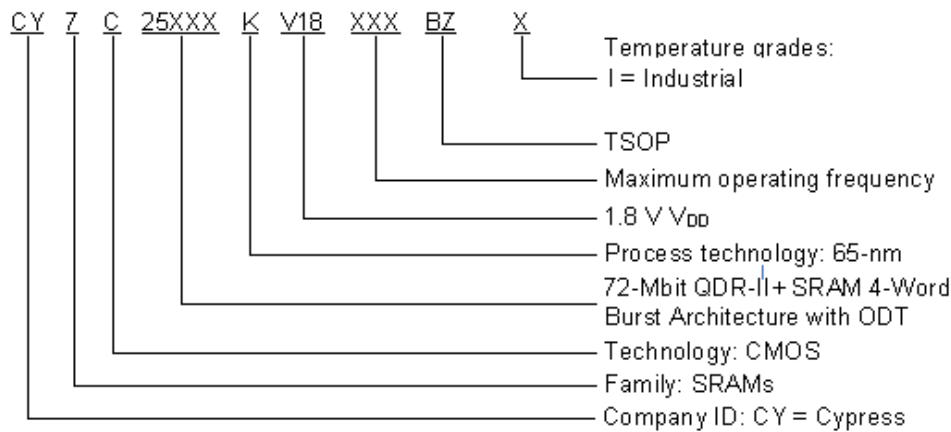 CY 7 C 25XXX K V18 XXX BZ X
Temperature grades:
I = Industrial
TSOP
Maximum operating frequency
1.8 V VDD
Process technology: 65-nm
72-Mbit QDR-II+ SRAM 4-Word
Burst Architecture with ODT
Technology: CMOS
Family: SRAMs
Company ID: CY = Cypress